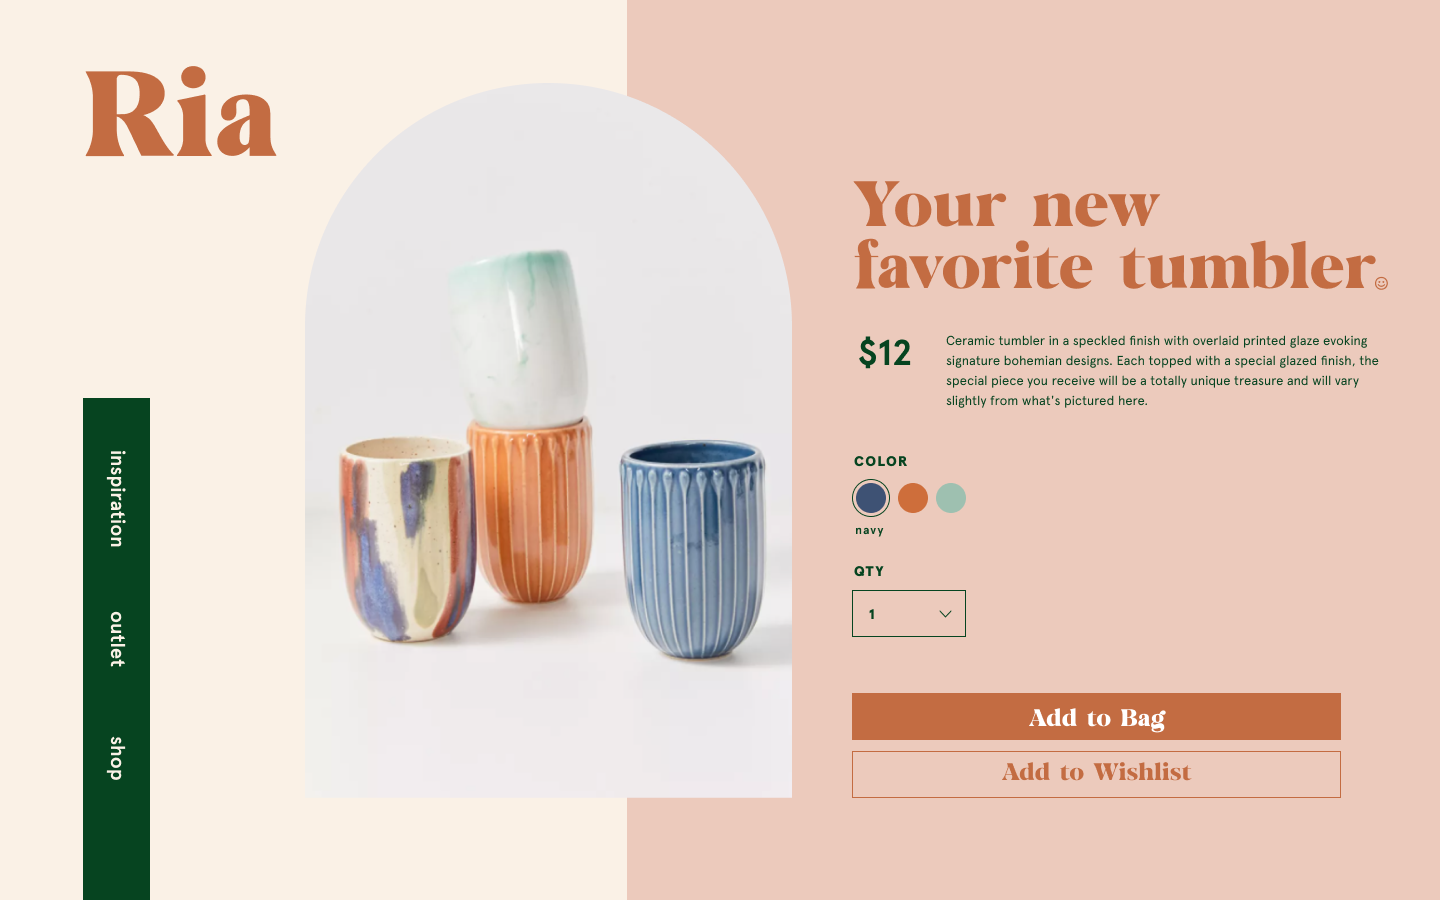 Ria
inspiration
outlet
shop
Your new
favorite tumbler
$12
Ceramic tumbler in a speckled finish with overlaid printed glaze evoking
signature bohemian designs. Each topped with a special glazed finish, the
special piece you receive will be a totally unique treasure and will vary
slightly from what's pictured here.
COLOR
navy
QTY
1
Add to Bag
Add to Wishlist